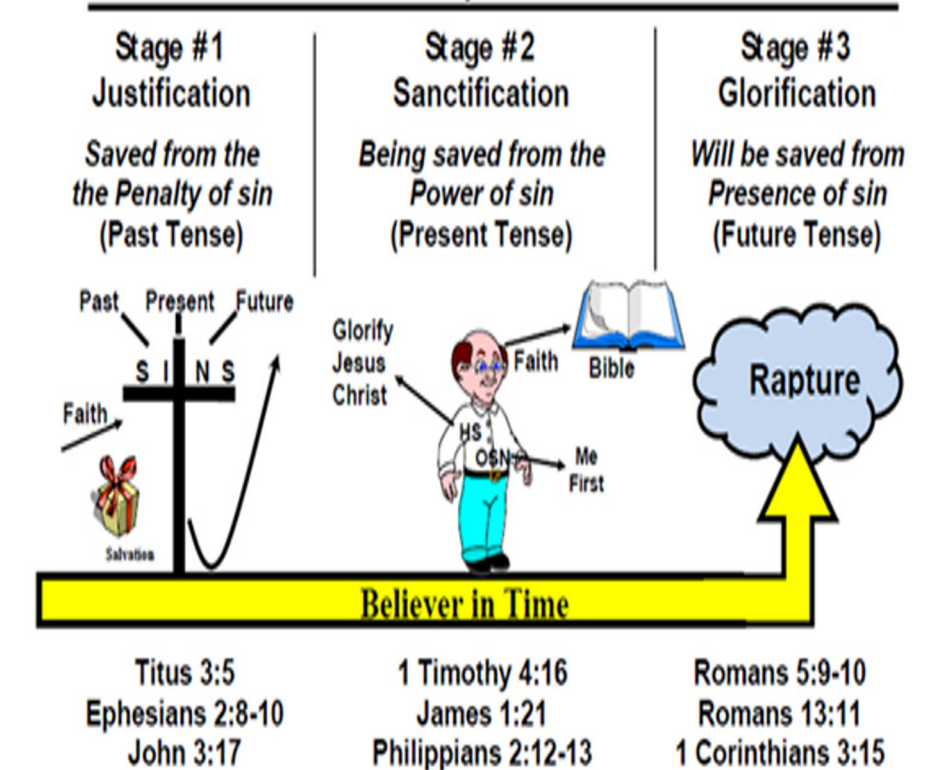 Stage #1
Justification
Saved from the
the Penalty of sin
(Past Tense)
Stage #2
Sanctification
Being saved from the
Power of sin
(Present Tense)
Stage #3
Glorification
Will be saved from
Presence of sin
(Future Tense)
Past Present Future
S I N S
Faith
Salvation
Glorify
Jesus
Christ
Faith
Bible
HS
OSN
Me
First
Rapture
Believer in Time
Titus 3:5
Ephesians 2:8-10
John 3:17
1 Timothy 4:16
James 1:21
Philippians 2:12-13
Romans 5:9-10
Romans 13:11
1 Corinthians 3:15